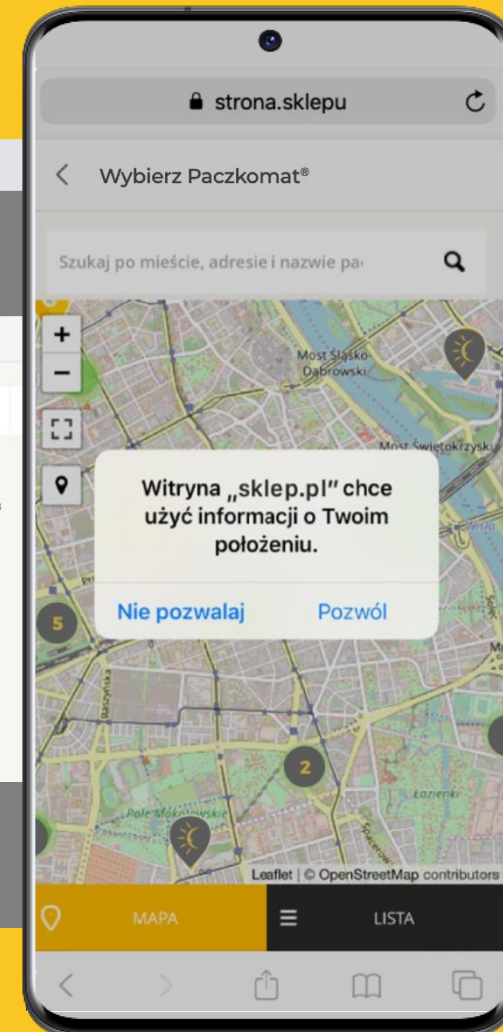 strona.sklepu
Wybierz Paczkomat®
Szukaj po mieście, adresie i nazwie pa
+
−
Most Śląsko-
Dąbrowski
Most Świętokrzyski
Witryna „sklep.pl” chce
użyć informacji o Twoim
położeniu.
Nie pozwalaj Pozwól
5
Raszyńska
2
Łazienki
Pole Mokotowskie
Leaflet | © OpenStreetMap contributors
MAPA LISTA